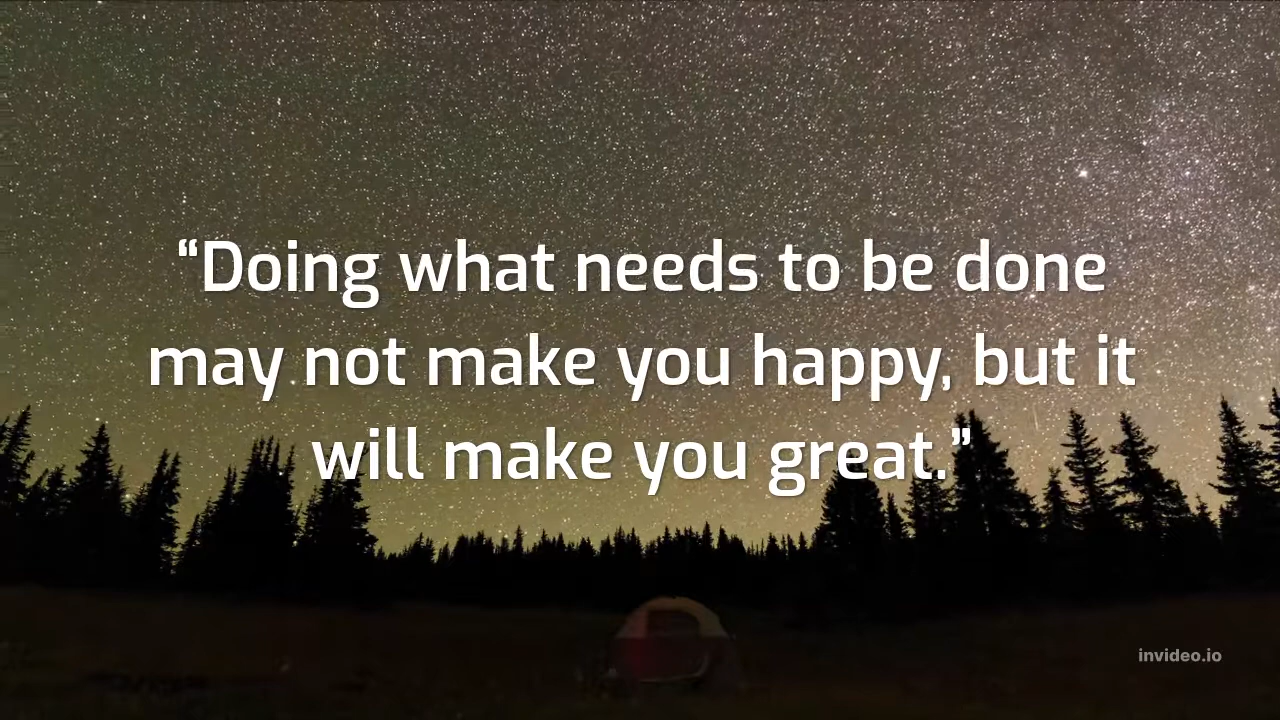 “Doing what needs to be done
may not make you happy, but it
will make you great.”
invideo.io